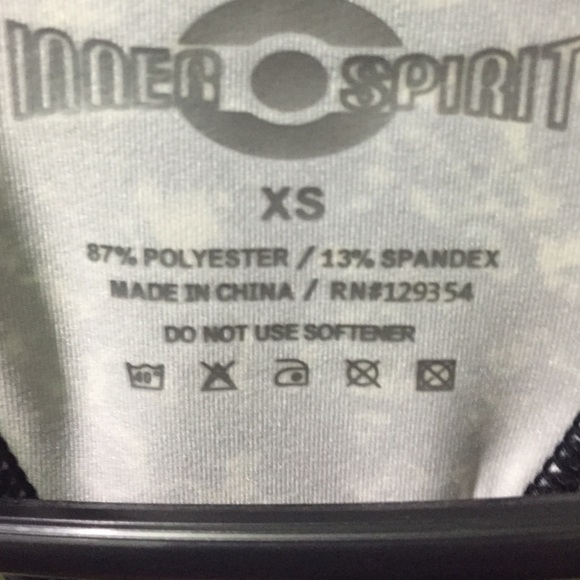 INNER SPIRIT
XS
87% POLYESTER / 13% SPANDEX
MADE IN CHINA / RN#129354
DO NOT USE SOFTENER
40°